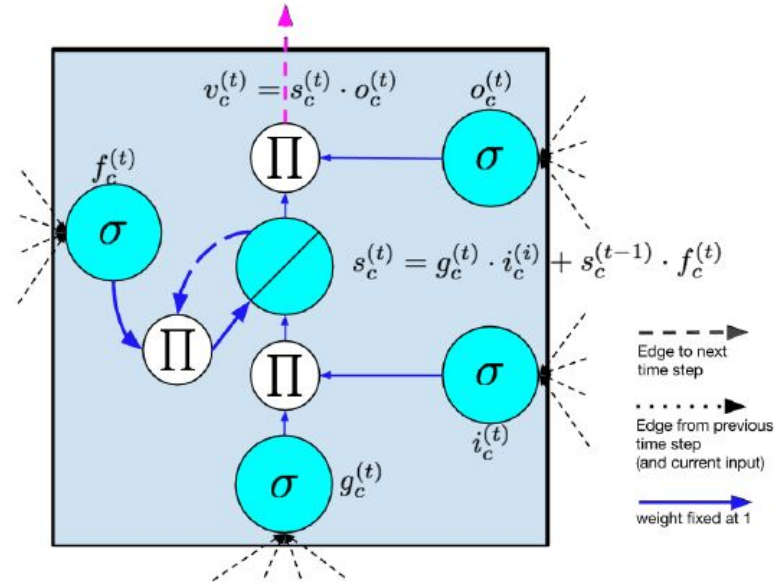 v_c^{(t)} = s_c^{(t)} · o_c^{(t)}
o_c^{(t)}
Π
σ
f_c^{(t)}
σ
s_c^{(t)} = g_c^{(t)} · i_c^{(i)} + s_c^{(t-1)} · f_c^{(t)}
Π
Π
σ
i_c^{(t)}
σ
g_c^{(t)}
Edge to next
time step
Edge from previous
time step
(and current input)
weight fixed at 1